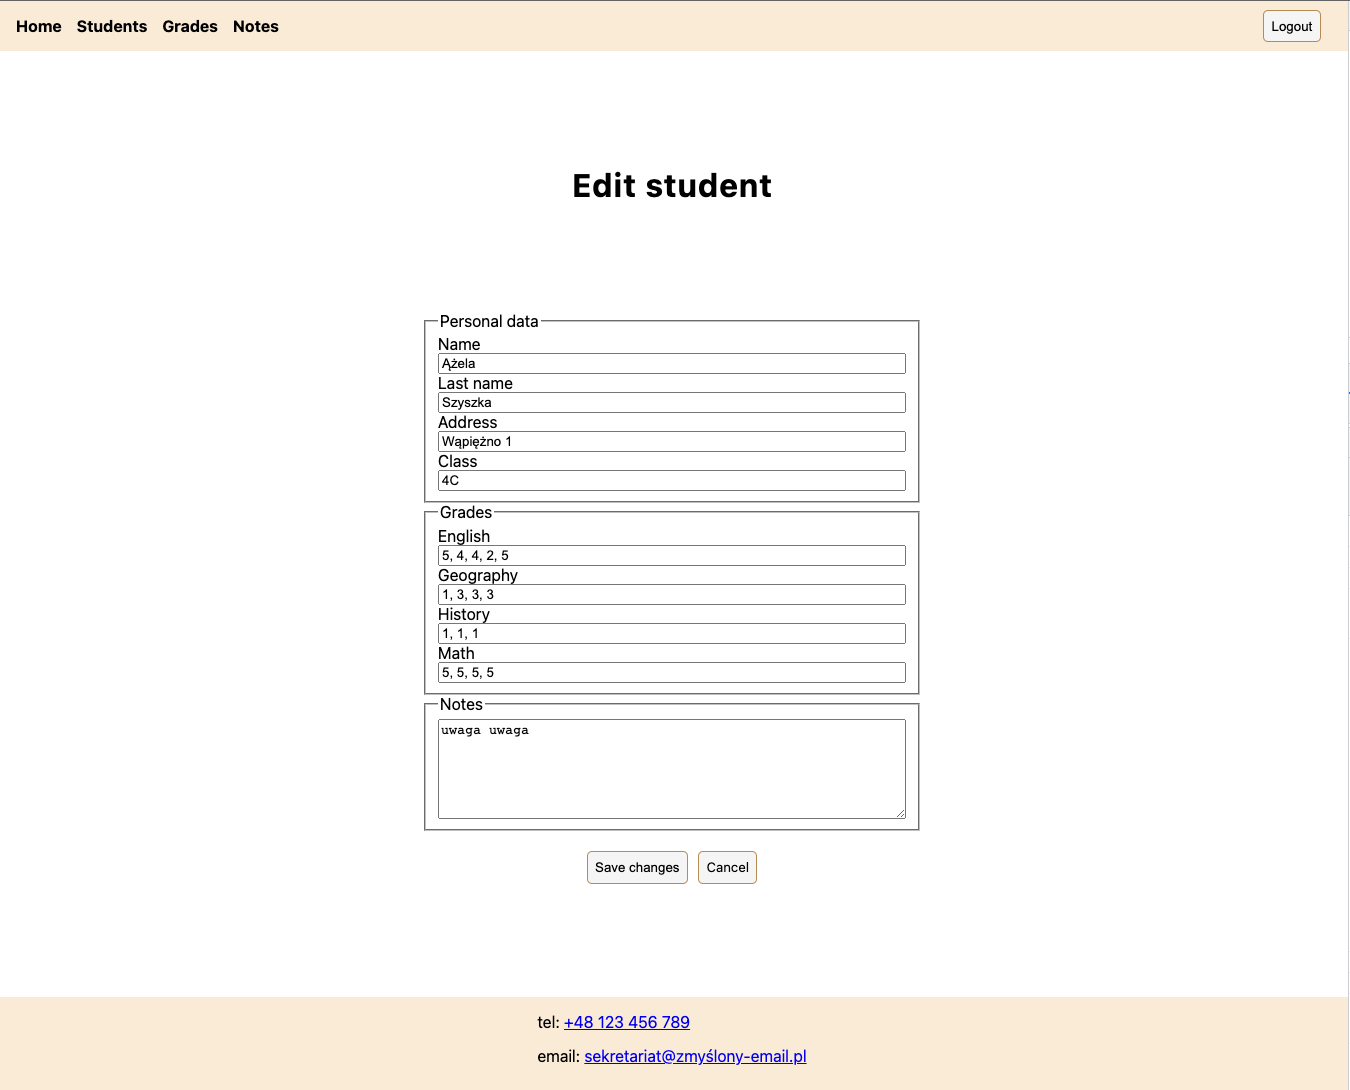 Home Students Grades Notes Logout
Edit student
Personal data
Name
Ążela
Last name
Szyszka
Address
Wąpiężno 1
Class
4C
Grades
English
5, 4, 4, 2, 5
Geography
1, 3, 3, 3
History
1, 1, 1
Math
5, 5, 5, 5
Notes
uwaga uwaga
Save changes Cancel
tel: +48 123 456 789
email: sekretariat@zmyślony-email.pl